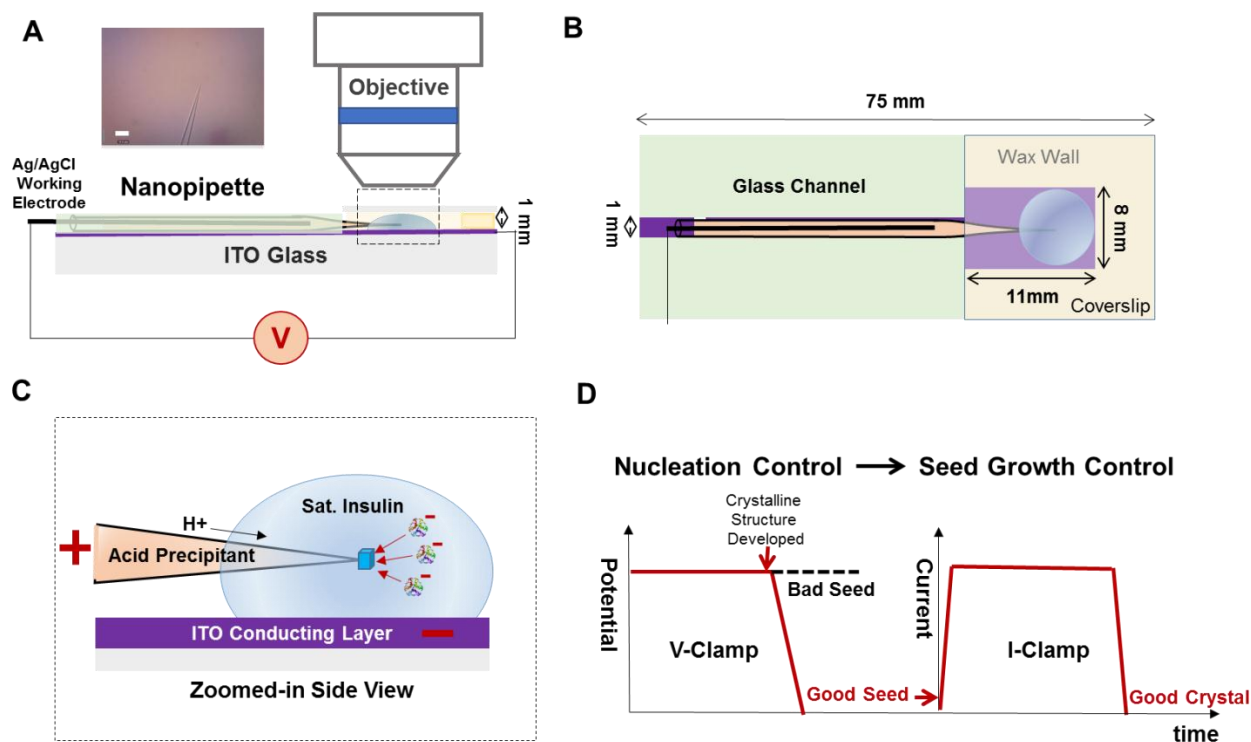 A
Objective
Ag/AgCl
Working
Electrode
Nanopipette
1 mm
ITO Glass
V
B
75 mm
Wax Wall
Glass Channel
1 mm
8 mm
11mm
Coverslip
C
H+
Sat. Insulin
+
Acid Precipitant
ITO Conducting Layer
Zoomed-in Side View
D
Nucleation Control → Seed Growth Control
Crystalline
Structure
Developed
Potential
Bad Seed
V-Clamp
Good Seed
Current
I-Clamp
Good Crystal
time